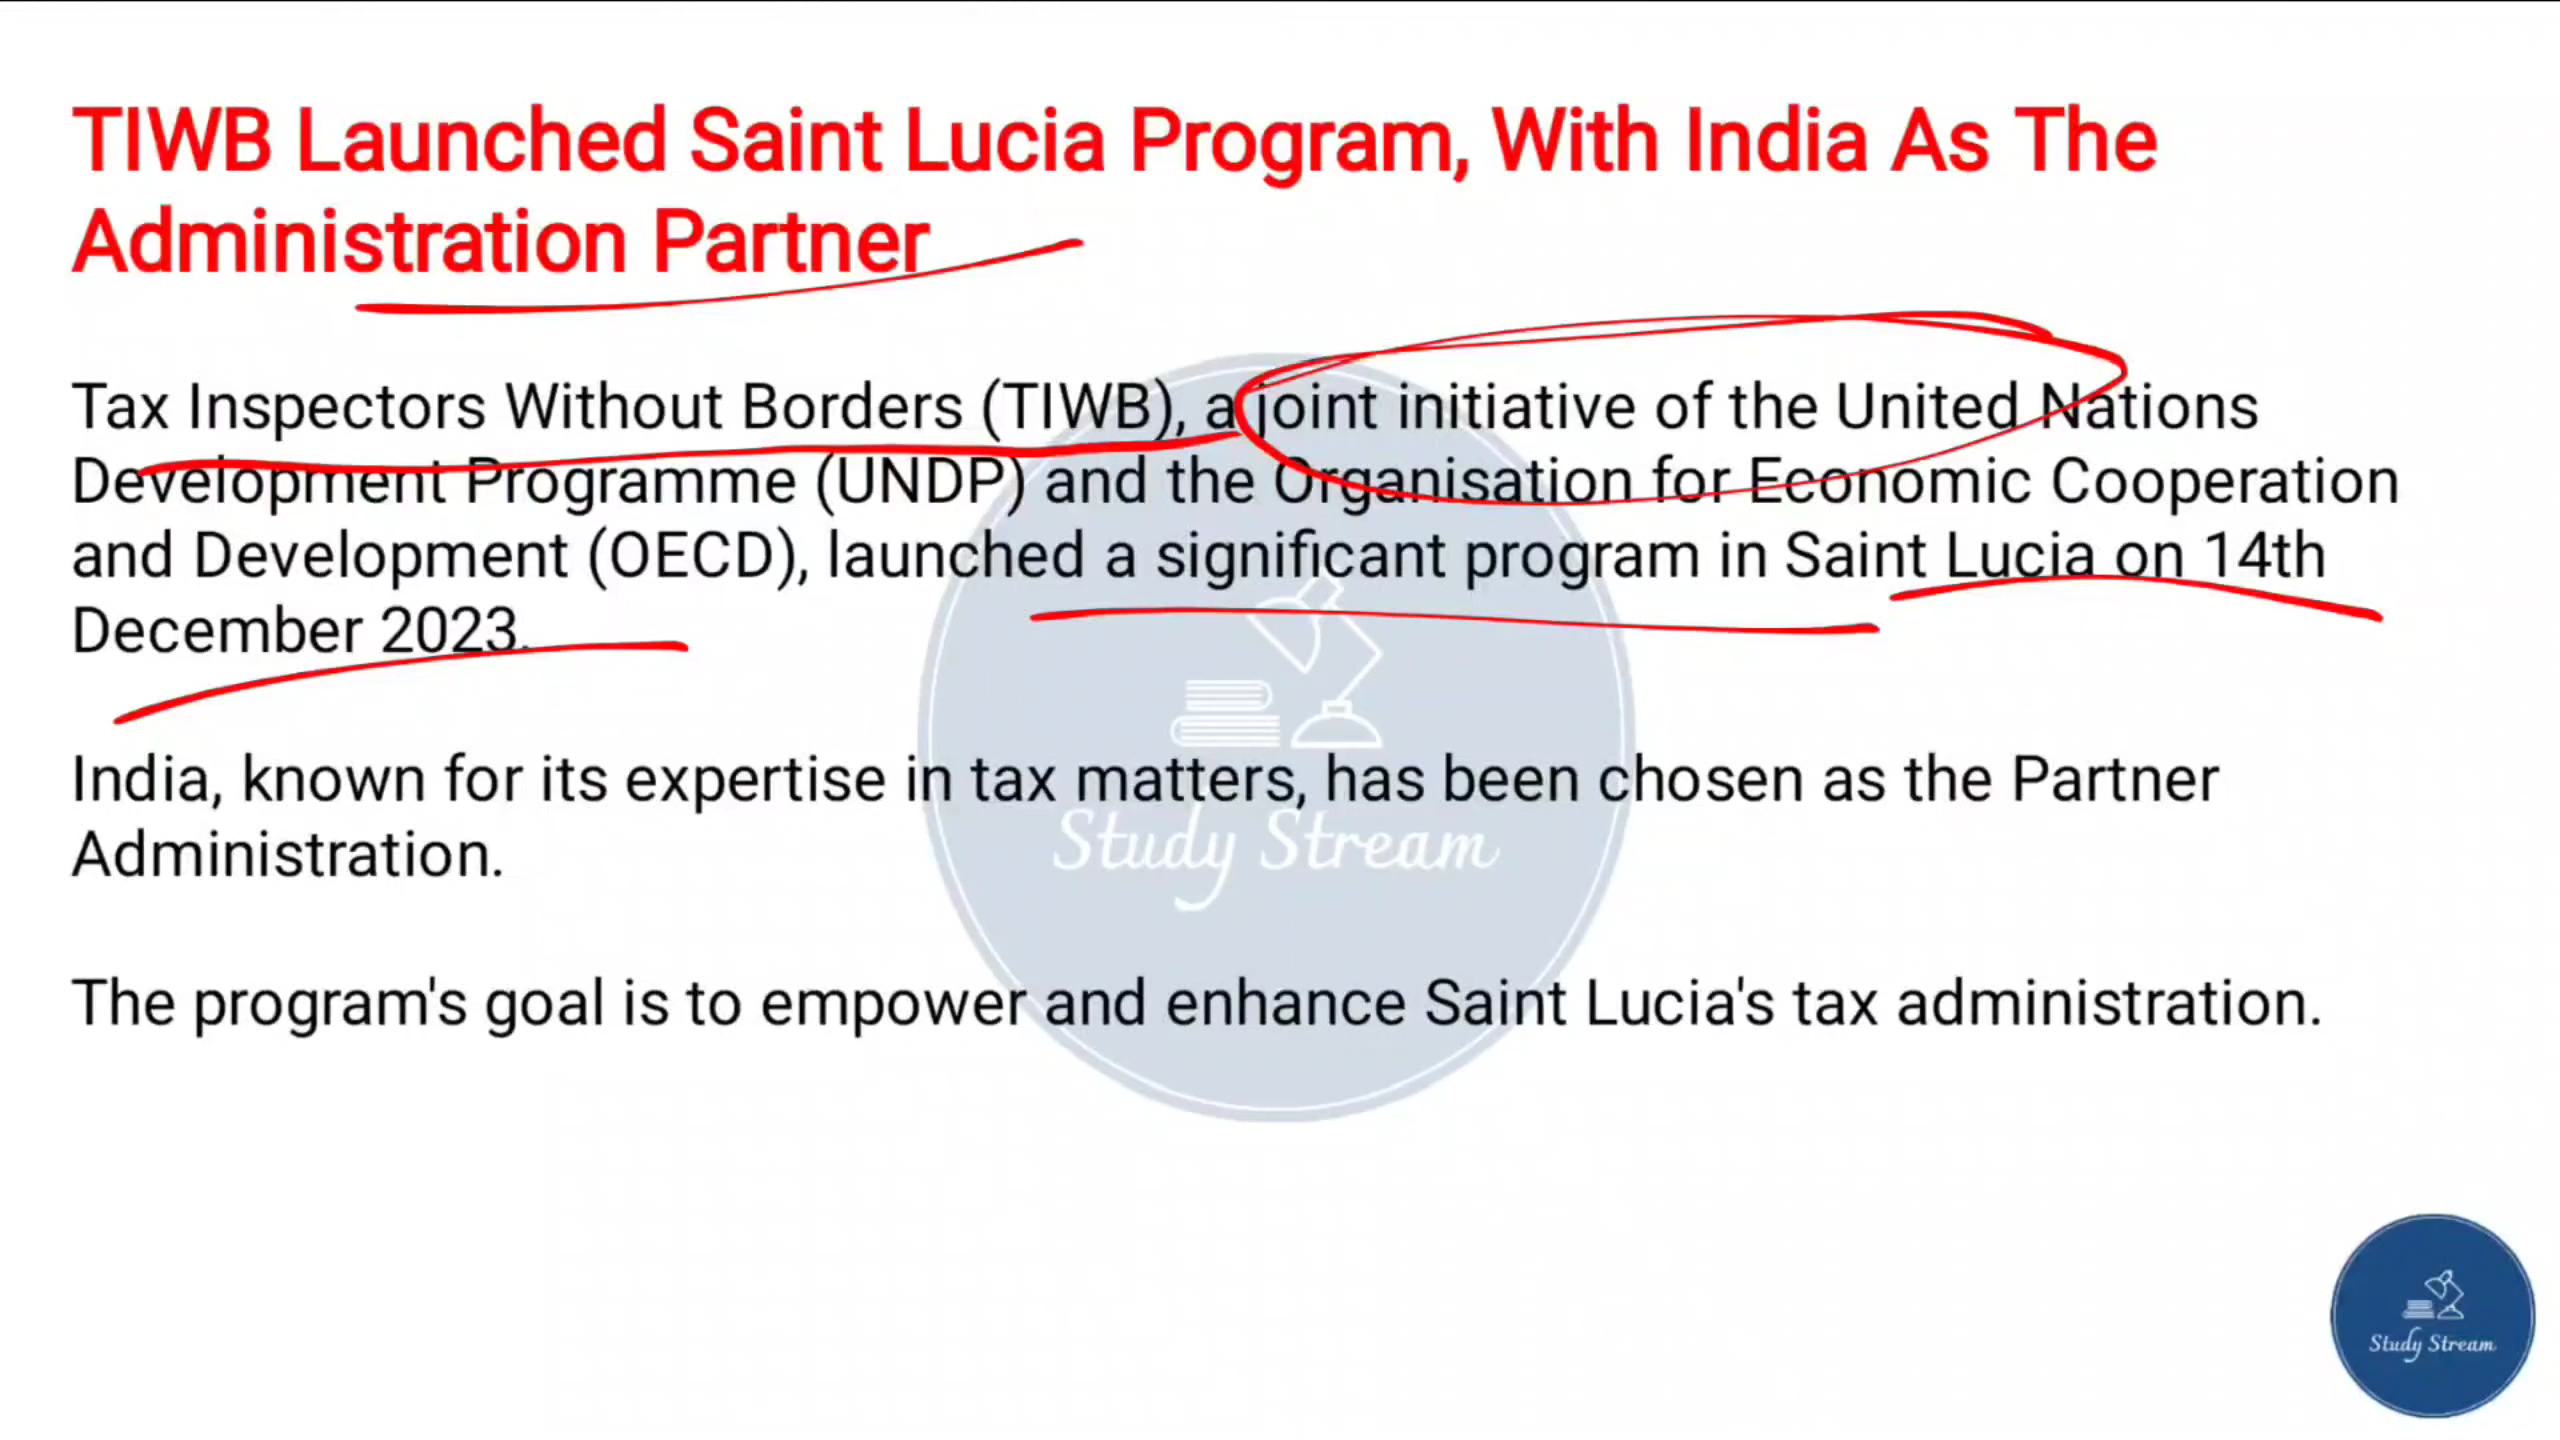 TIWB Launched Saint Lucia Program, With India As The
Administration Partner
Tax Inspectors Without Borders (TIWB), a joint initiative of the United Nations
Development Programme (UNDP) and the Organisation for Economic Cooperation
and Development (OECD), launched a significant program in Saint Lucia on 14th
December 2023.
India, known for its expertise in tax matters, has been chosen as the Partner
Administration.
Study Stream
The program's goal is to empower and enhance Saint Lucia's tax administration.
Study Stream